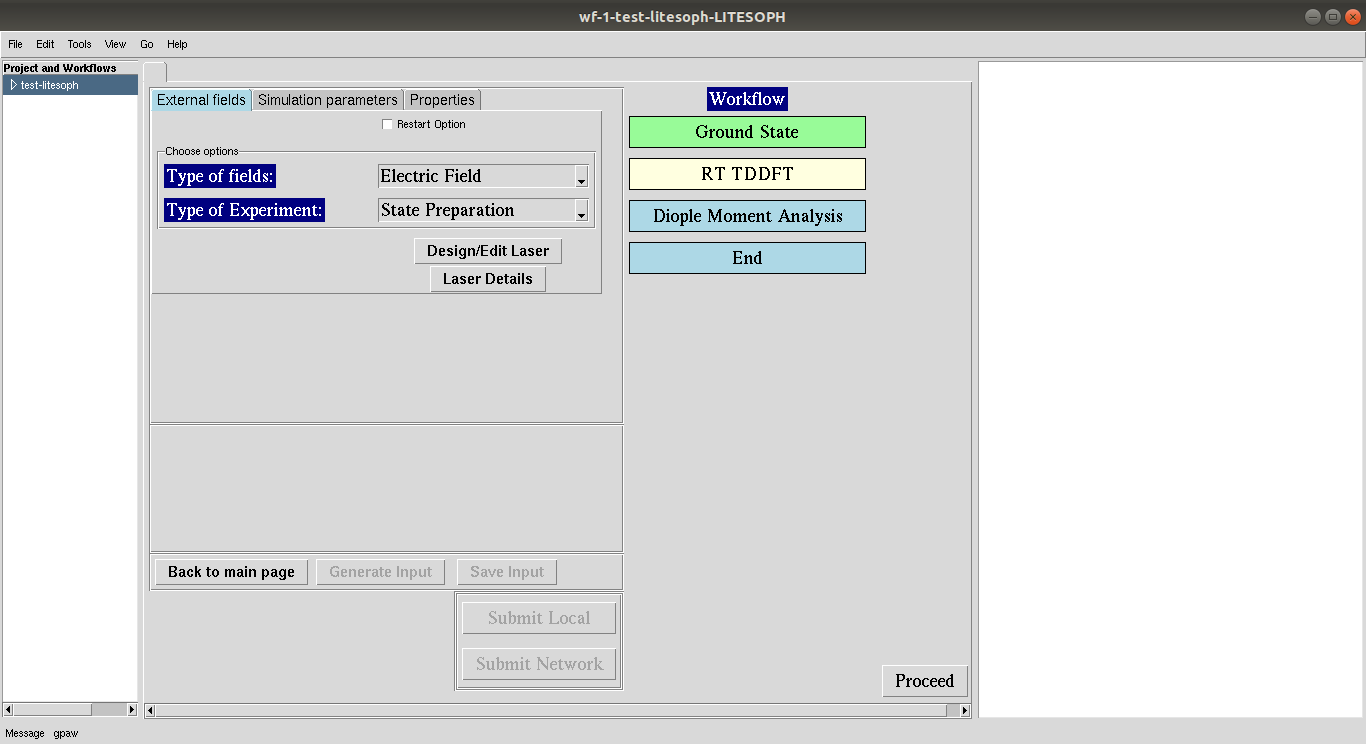 wf-1-test-litesoph-LITESOPH
File Edit Tools View Go Help
Project and Workflows
test-litesoph
External fields Simulation parameters Properties
Restart Option
Choose options
Type of fields: Electric Field
Type of Experiment: State Preparation
Design/Edit Laser
Laser Details
Back to main page Generate Input Save Input
Submit Local
Submit Network
Workflow
Ground State
RT TDDFT
Diople Moment Analysis
End
Proceed
Message gpaw